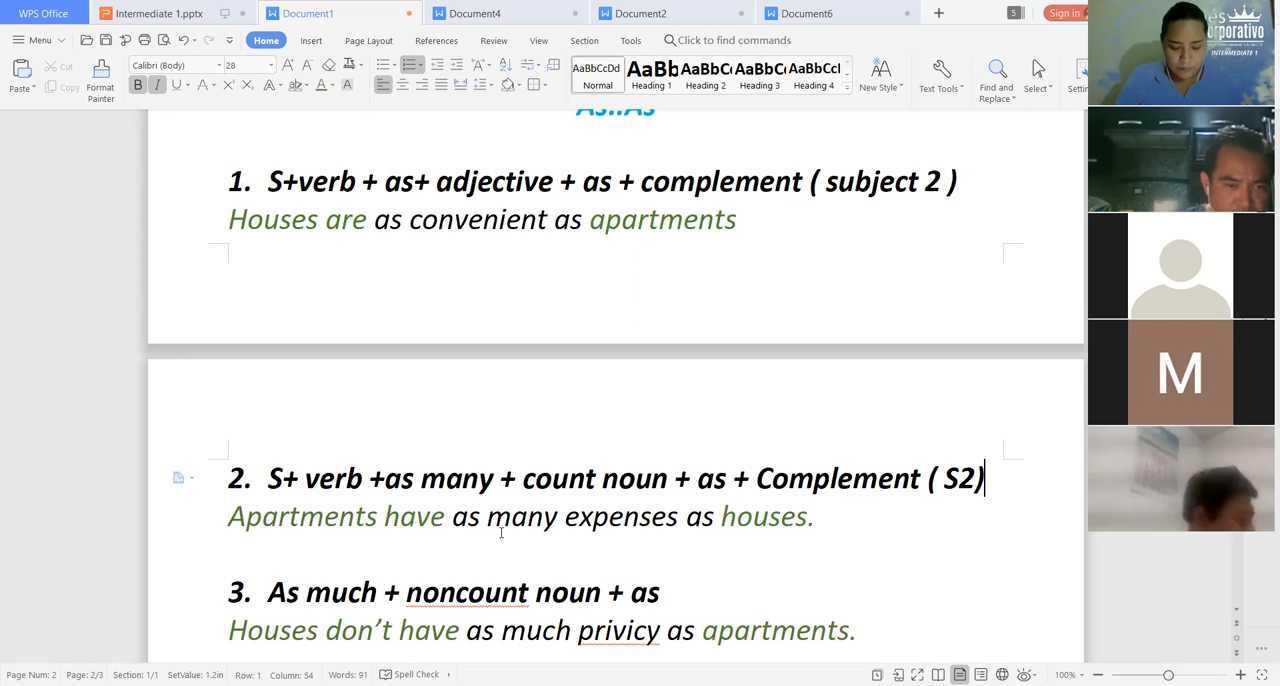 WPS Office
Intermediate 1.pptx
Document1
Document4
Document2
Document6
S
Sign in
Menu
Home
Insert
Page Layout
References
Review
View
Section
Tools
Click to find commands
Paste
Cut
Copy
Format Painter
Calibri (Body)
28
AaBbCcDd
Normal
AaBb
Heading 1
AaBbC
Heading 2
AaBbC
Heading 3
AaBbCcl
Heading 4
New Style
Text Tools
Find and Replace
Select
As..As
1. S+verb + as+ adjective + as + complement ( subject 2 )
Houses are as convenient as apartments
2. S+ verb +as many + count noun + as + Complement ( S2)
Apartments have as many expenses as houses.
3. As much + noncount noun + as
Houses don't have as much privicy as apartments.
INTERMEDIATE 1
M
Page Num: 2
Page: 2/3
Section: 1/1
SetValue: 1.2in
Row: 1
Column: 54
Words: 91
Spell Check
100%